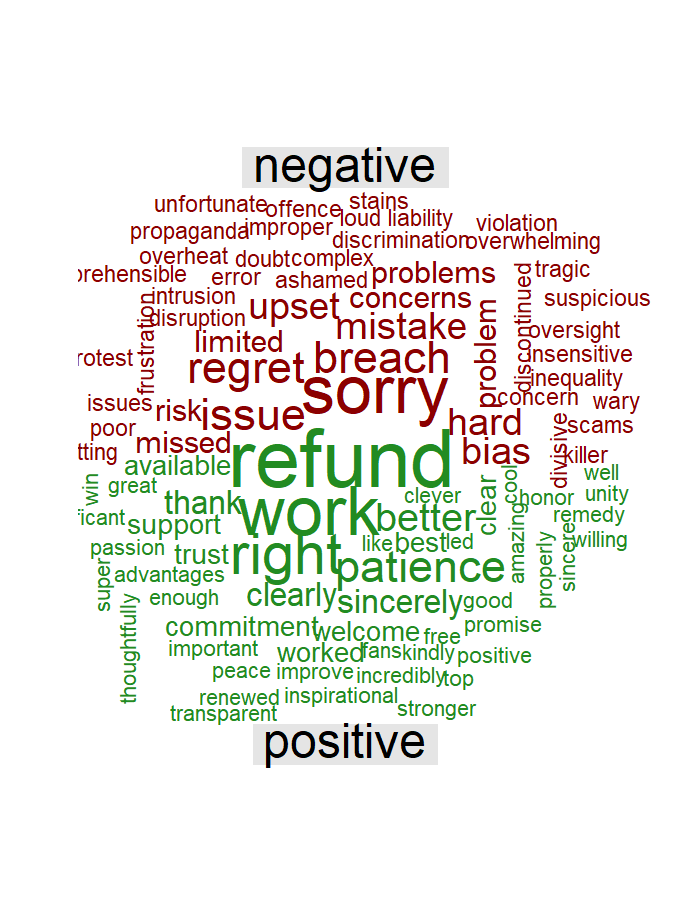 negative
unfortunate offence stains
propaganda improper loud liability violation
discrimination overwhelming
overheat doubt complex
prehensible error ashamed problems discontinued tragic
frustration intrusion upset concerns problem suspicious
disruption mistake oversight
rotest limited breach insensitive
regret sorry inequality
issues risk issue concern wary
poor hard scams
tting missed bias divisive killer
available refund cool well
win great clever clear honor unity
ficant thank work better amazing remedy
support properly sincere willing
passion trust right like best led
super advantages patience
thoughtfully enough clearly sincerely good
commitment welcome free promise
important worked fans kindly positive
peace improve incredibly top
renewed inspirational
transparent stronger
positive